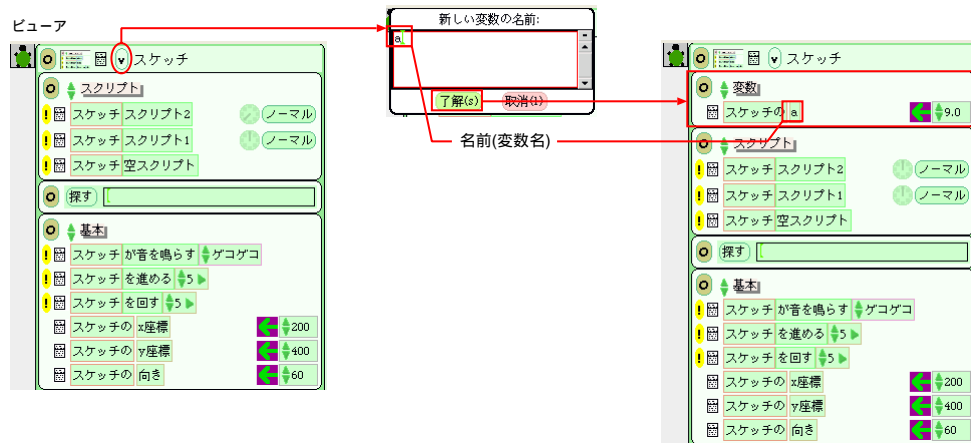 ビューア
スケッチ
スクリプト
スケッチ スクリプト2 ノーマル
スケッチ スクリプト1 ノーマル
スケッチ 空スクリプト
探す
基本
スケッチ が音を鳴らす ゲコゲコ
スケッチ を進める 5
スケッチ を回す 5
スケッチの x座標 200
スケッチの y座標 400
スケッチの 向き 60
新しい変数の名前:
a
了解(s) 取消(l)
名前(変数名)
スケッチ
変数
スケッチの a 9.0
スクリプト
スケッチ スクリプト2 ノーマル
スケッチ スクリプト1 ノーマル
スケッチ 空スクリプト
探す
基本
スケッチ が音を鳴らす ゲコゲコ
スケッチ を進める 5
スケッチ を回す 5
スケッチの x座標 200
スケッチの y座標 400
スケッチの 向き 60